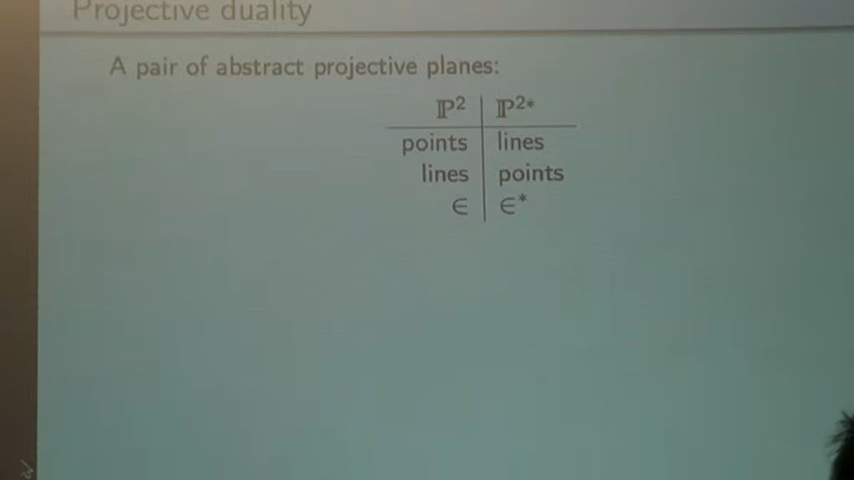 Projective duality
A pair of abstract projective planes:
ℙ² | ℙ²*
points | lines
lines | points
∈ | ∈*